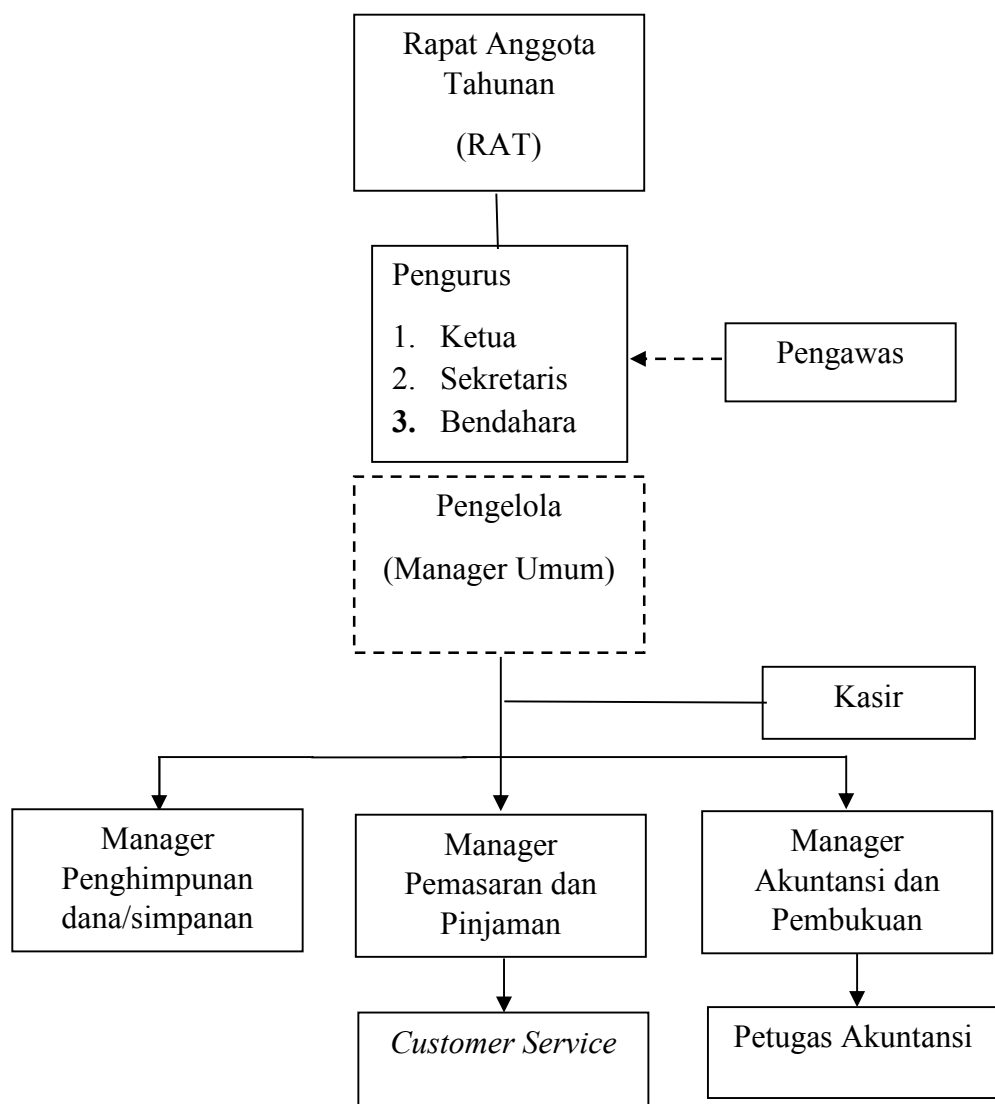 Rapat Anggota
Tahunan
(RAT)
Pengurus
1. Ketua
2. Sekretaris
3. Bendahara
Pengawas
Pengelola
(Manager Umum)
Kasir
Manager
Penghimpunan
dana/simpanan
Manager
Pemasaran dan
Pinjaman
Manager
Akuntansi dan
Pembukuan
Customer Service
Petugas Akuntansi